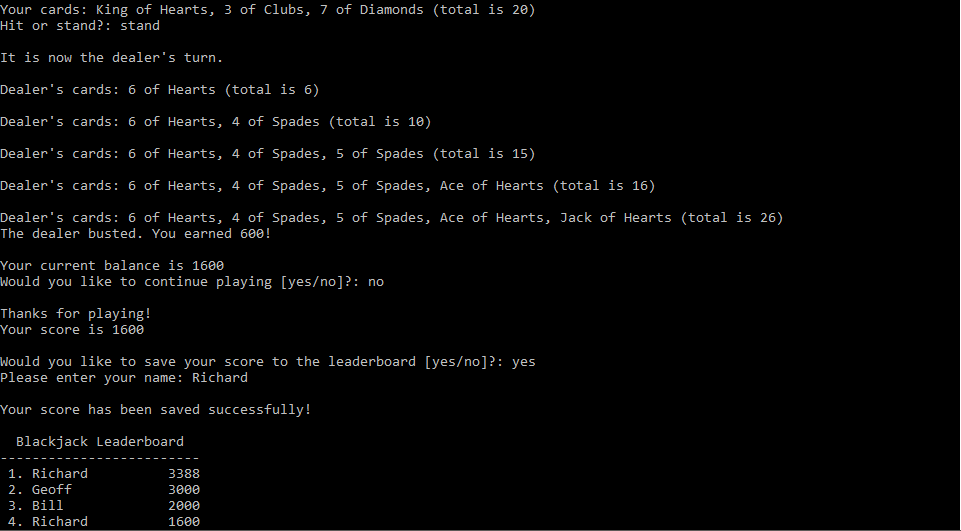 Your cards: King of Hearts, 3 of Clubs, 7 of Diamonds (total is 20)
Hit or stand?: stand
It is now the dealer's turn.
Dealer's cards: 6 of Hearts (total is 6)
Dealer's cards: 6 of Hearts, 4 of Spades (total is 10)
Dealer's cards: 6 of Hearts, 4 of Spades, 5 of Spades (total is 15)
Dealer's cards: 6 of Hearts, 4 of Spades, 5 of Spades, Ace of Hearts (total is 16)
Dealer's cards: 6 of Hearts, 4 of Spades, 5 of Spades, Ace of Hearts, Jack of Hearts (total is 26)
The dealer busted. You earned 600!
Your current balance is 1600
Would you like to continue playing [yes/no]?: no
Thanks for playing!
Your score is 1600
Would you like to save your score to the leaderboard [yes/no]?: yes
Please enter your name: Richard
Your score has been saved successfully!
Blackjack Leaderboard
-------------------------
1. Richard 3388
2. Geoff 3000
3. Bill 2000
4. Richard 1600